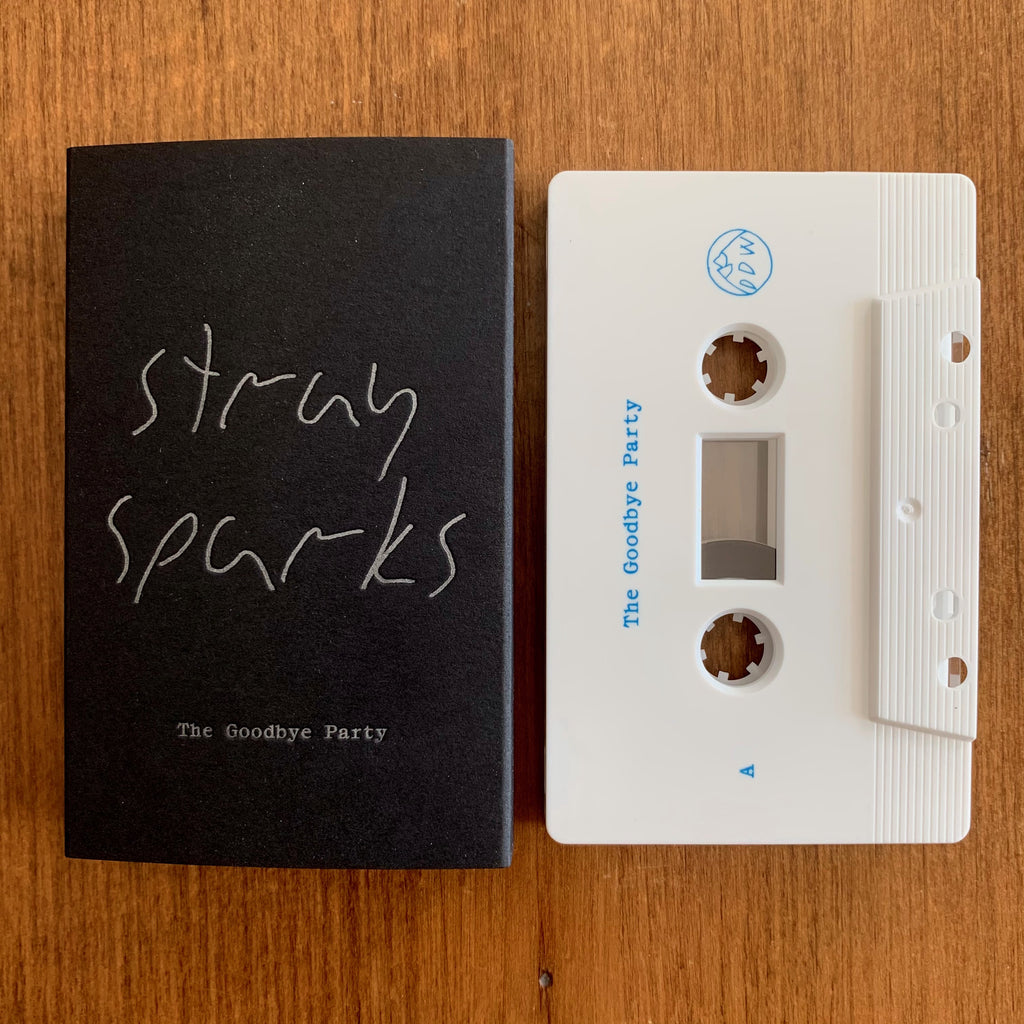 stray
sparks
The Goodbye Party
The Goodbye Party
A